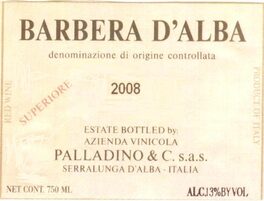 BARBERA D'ALBA
denominazione di origine controllata
2008
RED WINE
SUPERIORE
PRODUCT OF ITALY
ESTATE BOTTLED by:
AZIENDA VINICOLA
PALLADINO & C. s.a.s.
SERRALUNGA D'ALBA - ITALIA
NET CONT. 750 ML
ALC.13%BY VOL